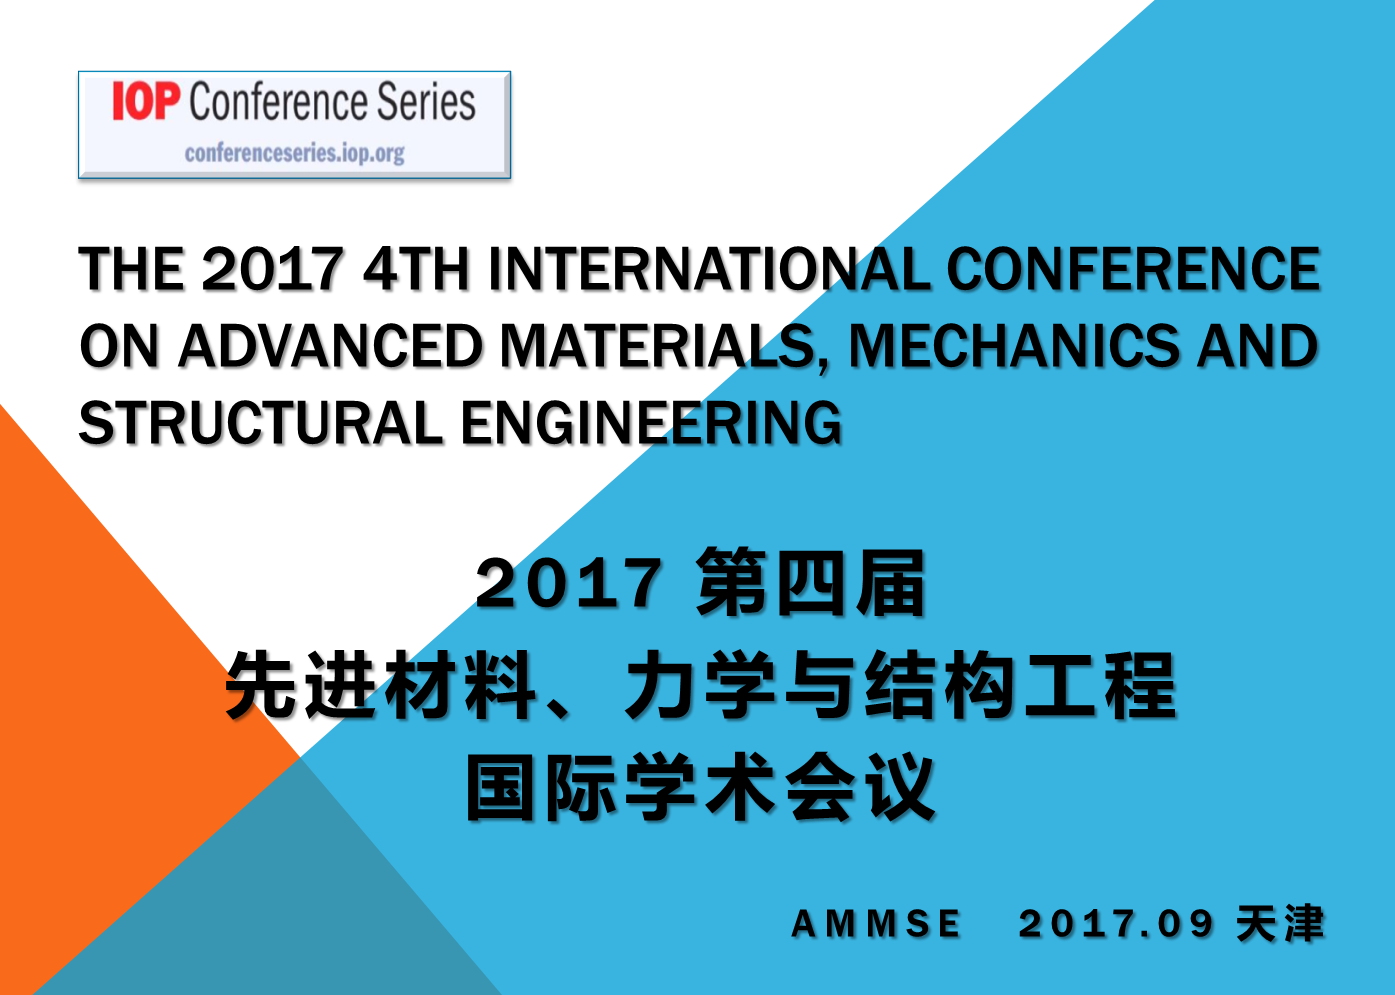 IOP Conference Series
conferenceseries.iop.org
THE 2017 4TH INTERNATIONAL CONFERENCE
ON ADVANCED MATERIALS, MECHANICS AND
STRUCTURAL ENGINEERING
2017 第四届
先进材料、力学与结构工程
国际学术会议
AMMSE 2017.09 天津